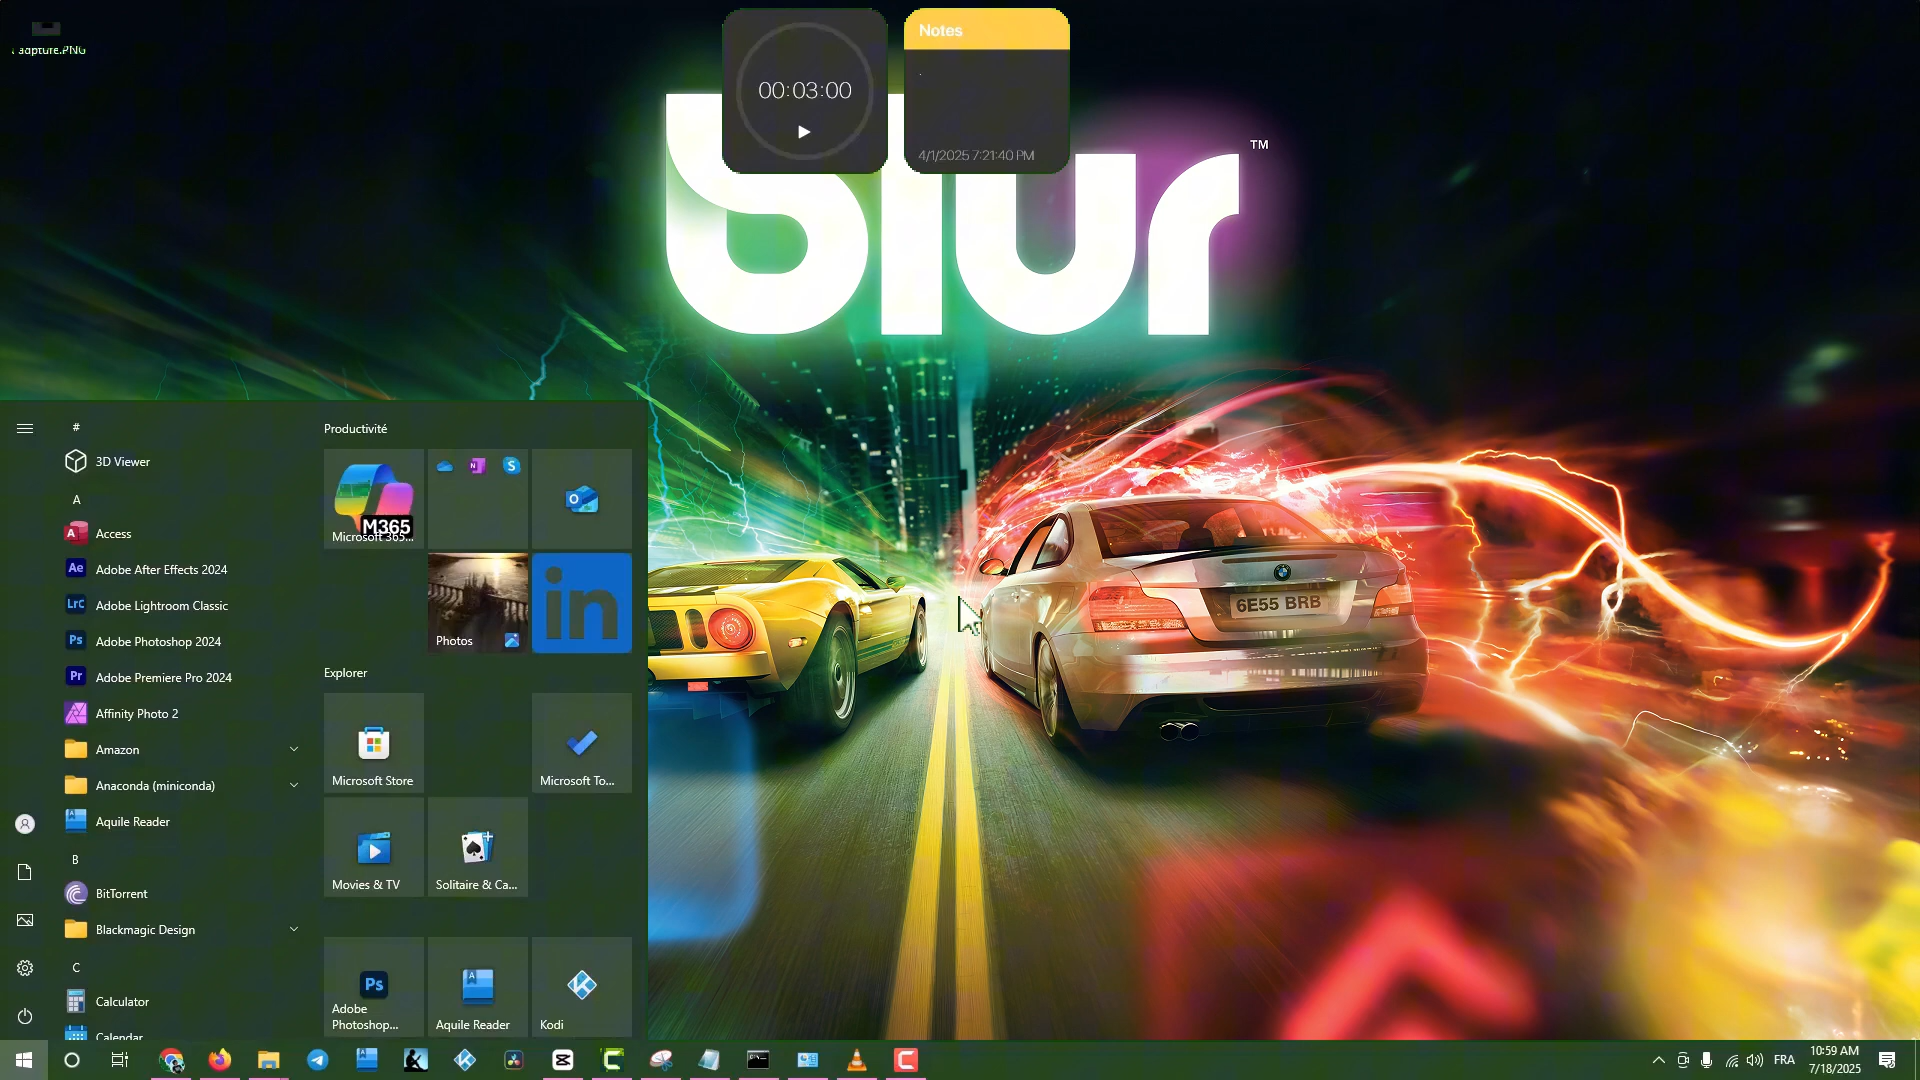 00:03:00
Notes
4/1/2025 7:21:40 PM
blur
TM
6E55 BRB
#
3D Viewer
A
Access
Adobe After Effects 2024
Adobe Lightroom Classic
Adobe Photoshop 2024
Adobe Premiere Pro 2024
Affinity Photo 2
Amazon
Anaconda (miniconda)
Aquile Reader
B
BitTorrent
Blackmagic Design
C
Calculator
Calendar
Productivité
M365
Microsoft 365...
Photos
in
Explorer
Microsoft Store
Microsoft To...
Movies & TV
Solitaire & Ca...
Adobe
Photoshop...
Aquile Reader
Kodi
FRA
10:59 AM
7/18/2025